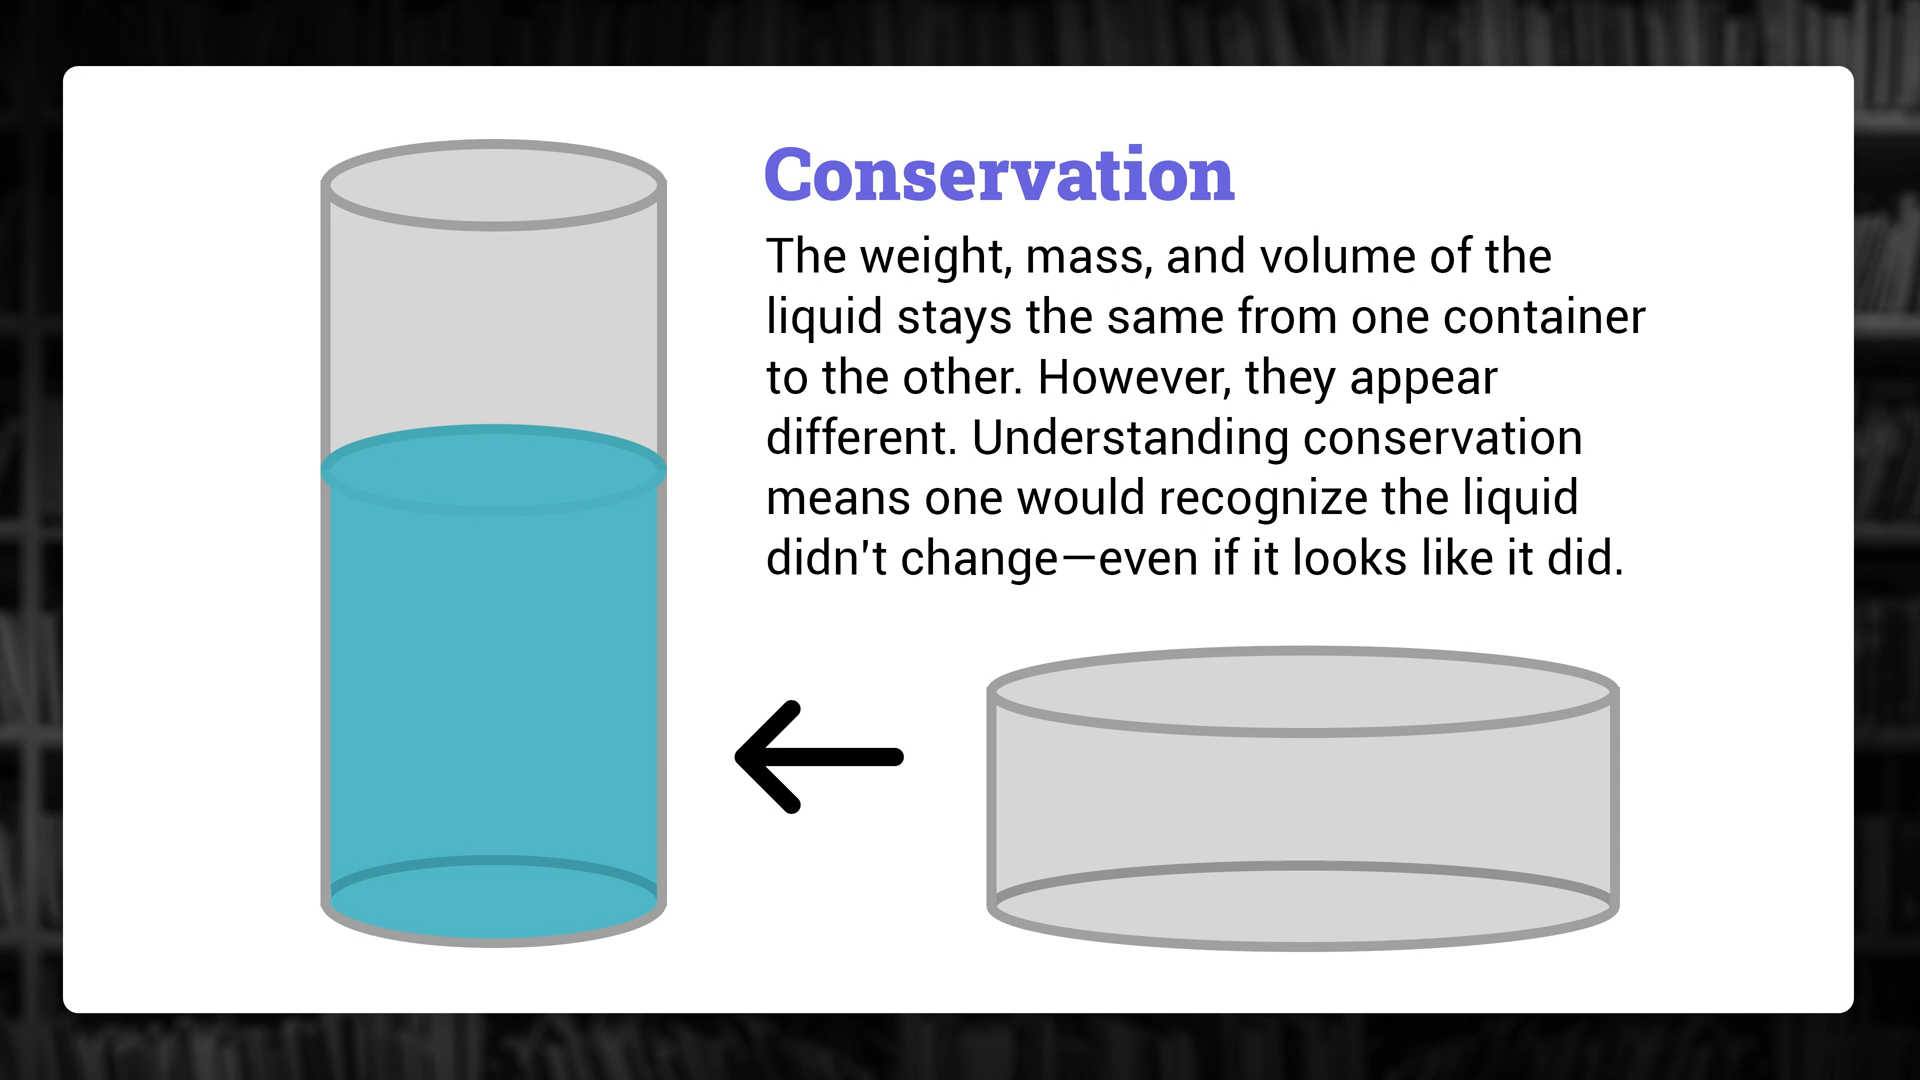 Conservation
The weight, mass, and volume of the
liquid stays the same from one container
to the other. However, they appear
different. Understanding conservation
means one would recognize the liquid
didn't change—even if it looks like it did.